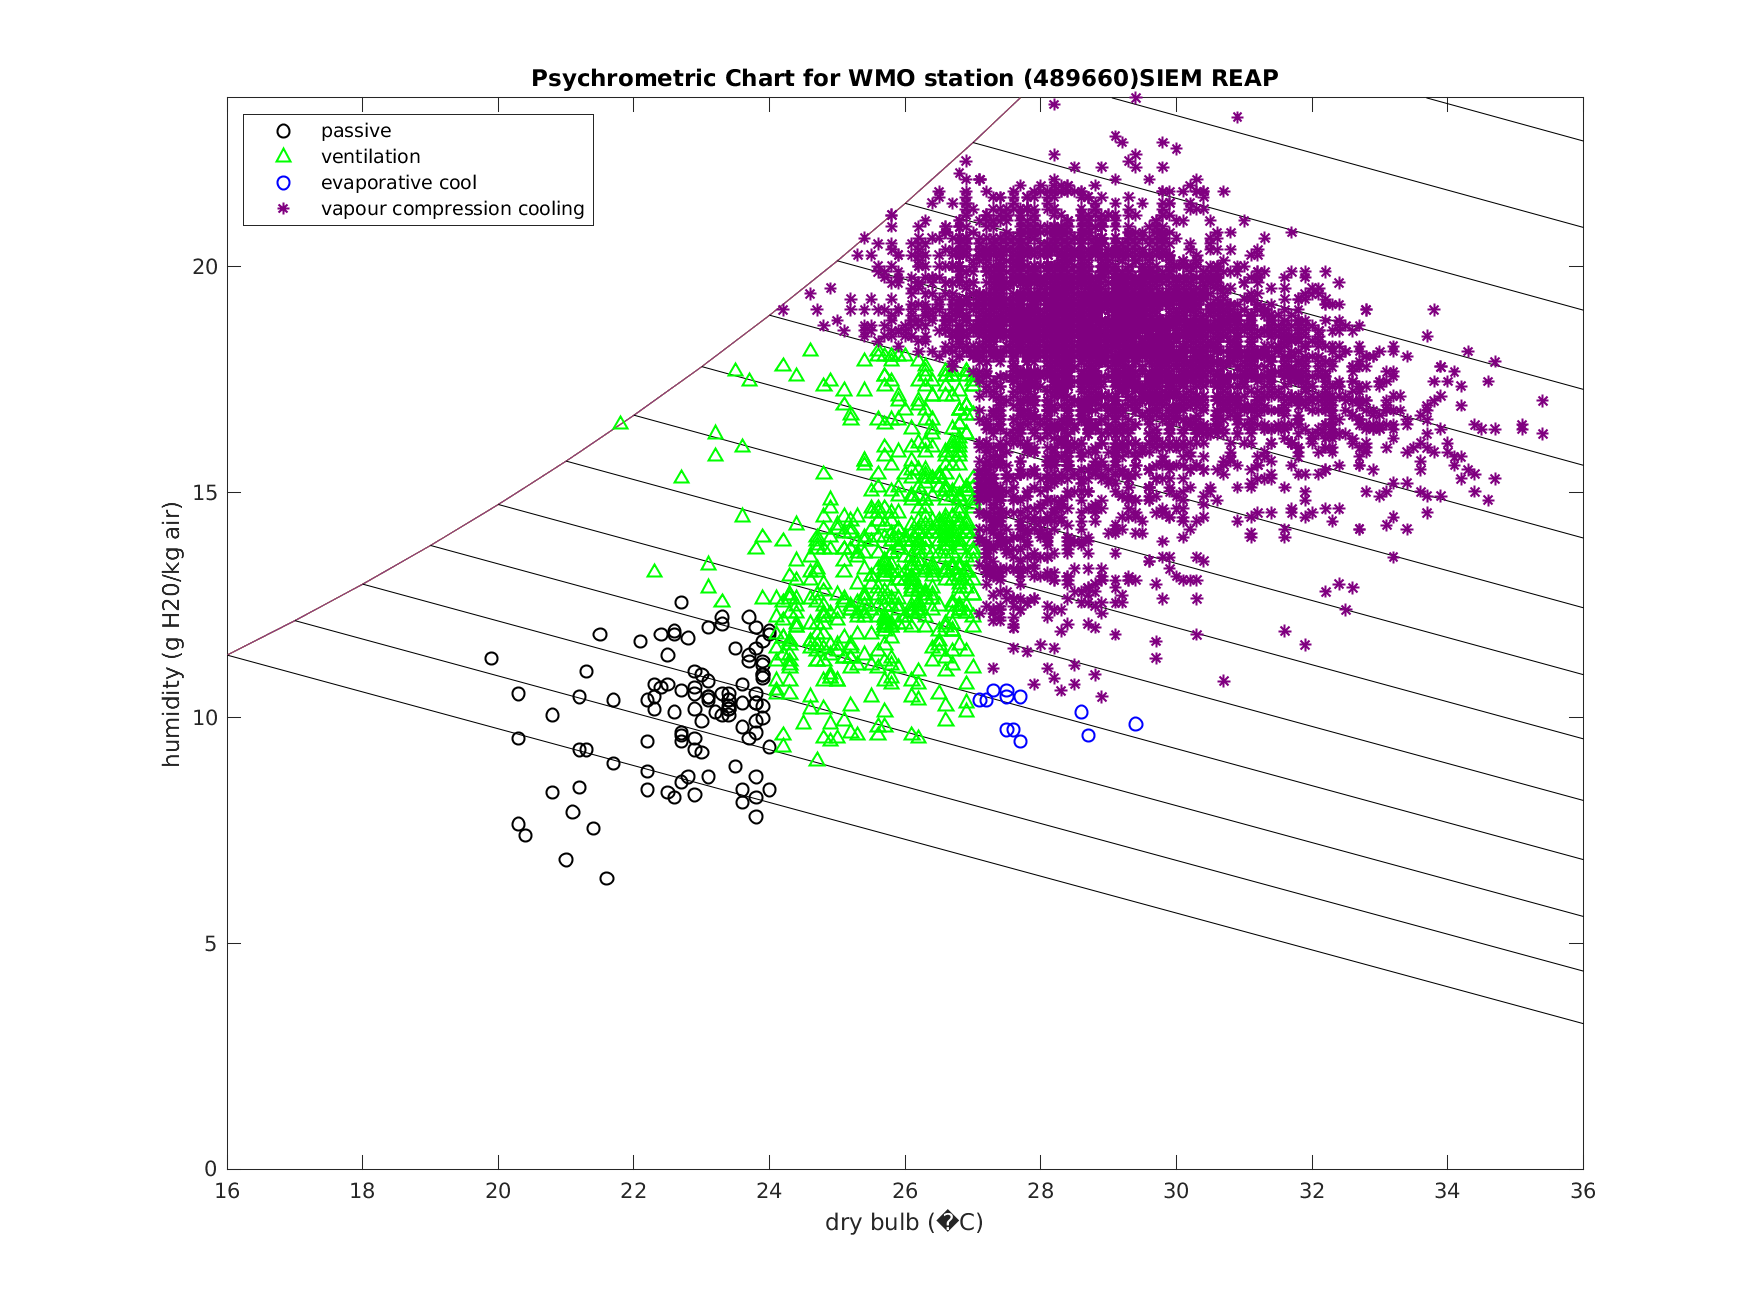 Psychrometric Chart for WMO station (489660)SIEM REAP
passive
ventilation
evaporative cool
vapour compression cooling
20
15
10
5
0
humidity (g H20/kg air)
16 18 20 22 24 26 28 30 32 34 36
dry bulb (�C)